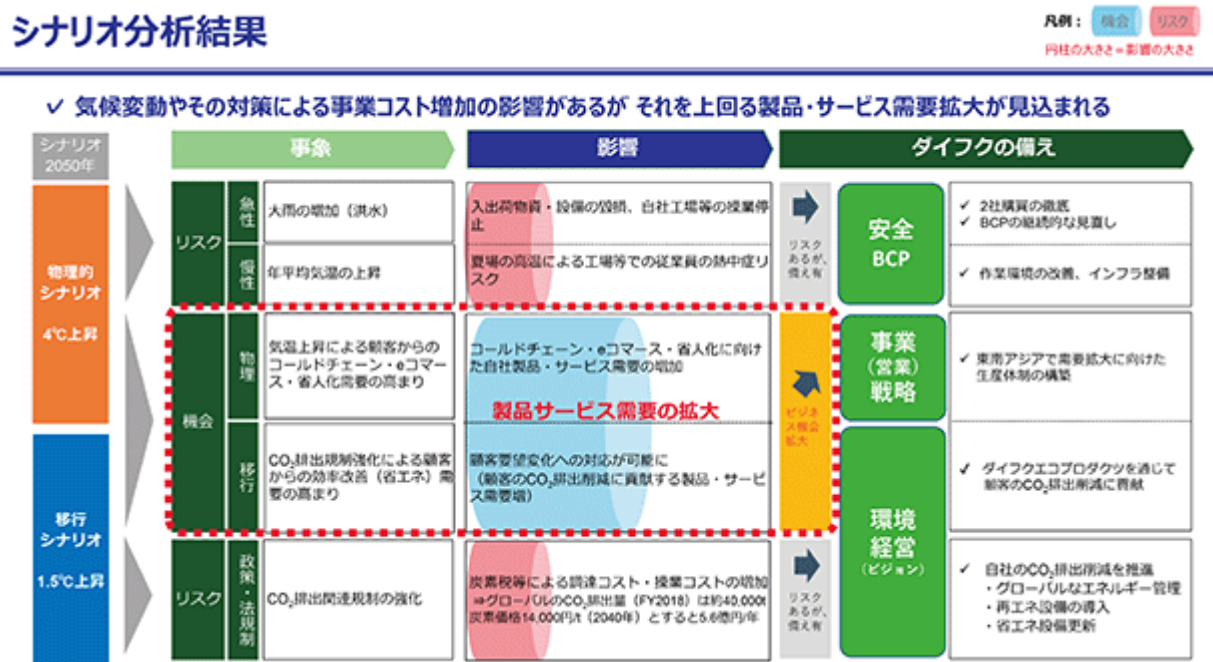 シナリオ分析結果
凡例： 機会 リスク
円柱の大きさ＝影響の大きさ
✓ 気候変動やその対策による事業コスト増加の影響があるが それを上回る製品・サービス需要拡大が見込まれる
シナリオ
2050年
事象
影響
ダイフクの備え
物理的
シナリオ
4℃上昇
移行
シナリオ
1.5℃上昇
リスク
急性
大雨の増加（洪水）
入出荷物資・設備の毀損、自社工場等の操業停
止
慢性
年平均気温の上昇
夏場の高温による工場等での従業員の熱中症リ
スク
リスク
あるが、
備え有
安全
BCP
✓ 2社購買の徹底
✓ BCPの継続的な見直し
✓ 作業環境の改善、インフラ整備
機会
物理
気温上昇による顧客からの
コールドチェーン・eコマー
ス・省人化需要の高まり
コールドチェーン・eコマース・省人化に向け
た自社製品・サービス需要の増加
製品サービス需要の拡大
移行
CO₂排出規制強化による顧客
からの効率改善（省エネ）需
要の高まり
顧客要望変化への対応が可能に
（顧客のCO₂排出削減に貢献する製品・サービ
ス需要増）
ビジネ
ス機会
拡大
事業
（営業）
戦略
✓ 東南アジアで需要拡大に向けた
生産体制の構築
環境
経営
（ビジョン）
✓ ダイフクエコプロダクツを通じて
顧客のCO₂排出削減に貢献
リスク
政策・法規制
CO₂排出関連規制の強化
炭素税等による調達コスト・操業コストの増加
⇒グローバルのCO₂排出量（FY2018）は約40,000t
炭素価格14,000円/t（2040年）とすると5.6億円/年
リスク
あるが、
備え有
✓ 自社のCO₂排出削減を推進
・グローバルなエネルギー管理
・再エネ設備の導入
・省エネ設備更新